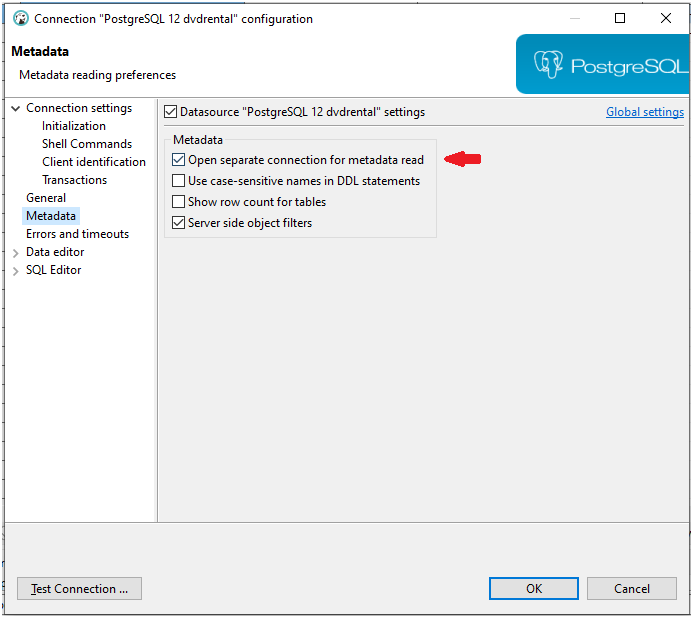 Connection "PostgreSQL 12 dvdrental" configuration
Metadata
Metadata reading preferences
PostgreSQL
Connection settings
Initialization
Shell Commands
Client identification
Transactions
General
Metadata
Errors and timeouts
Data editor
SQL Editor
Datasource "PostgreSQL 12 dvdrental" settings
Global settings
Metadata
Open separate connection for metadata read
Use case-sensitive names in DDL statements
Show row count for tables
Server side object filters
Test Connection ...
OK
Cancel